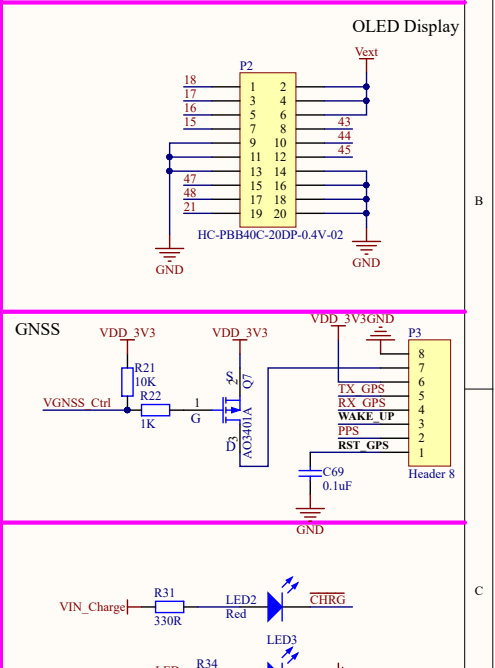 OLED Display
Vext
P2
18 1 2
17 3 4
16 5 6
15 7 8 43
9 10 44
11 12 45
13 14
47 15 16
48 17 18
21 19 20
HC-PBB40C-20DP-0.4V-02
GND
GND
B
GNSS
VDD_3V3
VDD_3V3
VDD_3V3
GND
P3
8
7
6
TX_GPS 5
RX_GPS 4
WAKE_UP 3
PPS 2
RST_GPS 1
Header 8
R21
10K
R22
1K
VGNSS_Ctrl
1
G
S
2
Q7
AO3401A
D
3
C69
0.1uF
GND
C
R31
VIN_Charge
330R
LED2
Red
CHRG
LED3
R34